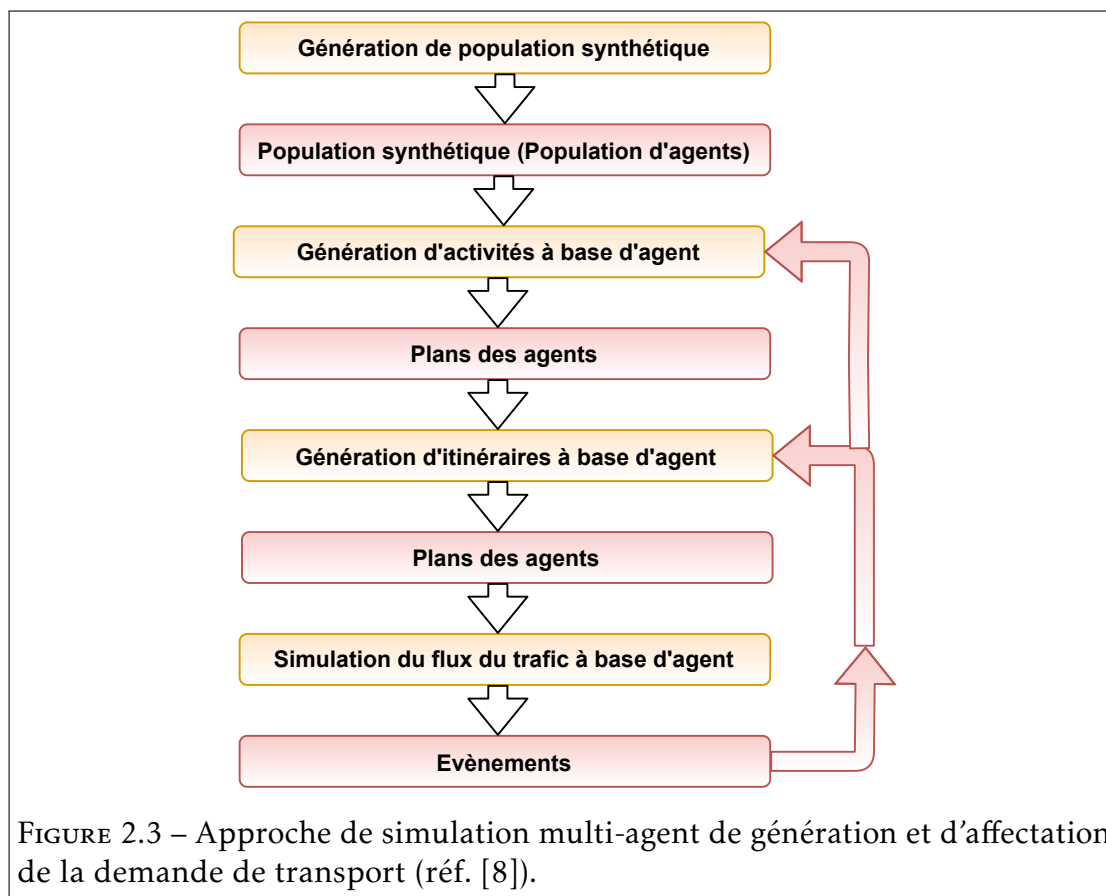 Génération de population synthétique
Population synthétique (Population d'agents)
Génération d'activités à base d'agent
Plans des agents
Génération d'itinéraires à base d'agent
Plans des agents
Simulation du flux du trafic à base d'agent
Evènements
FIGURE 2.3 – Approche de simulation multi-agent de génération et d'affectation
de la demande de transport (réf. [8]).